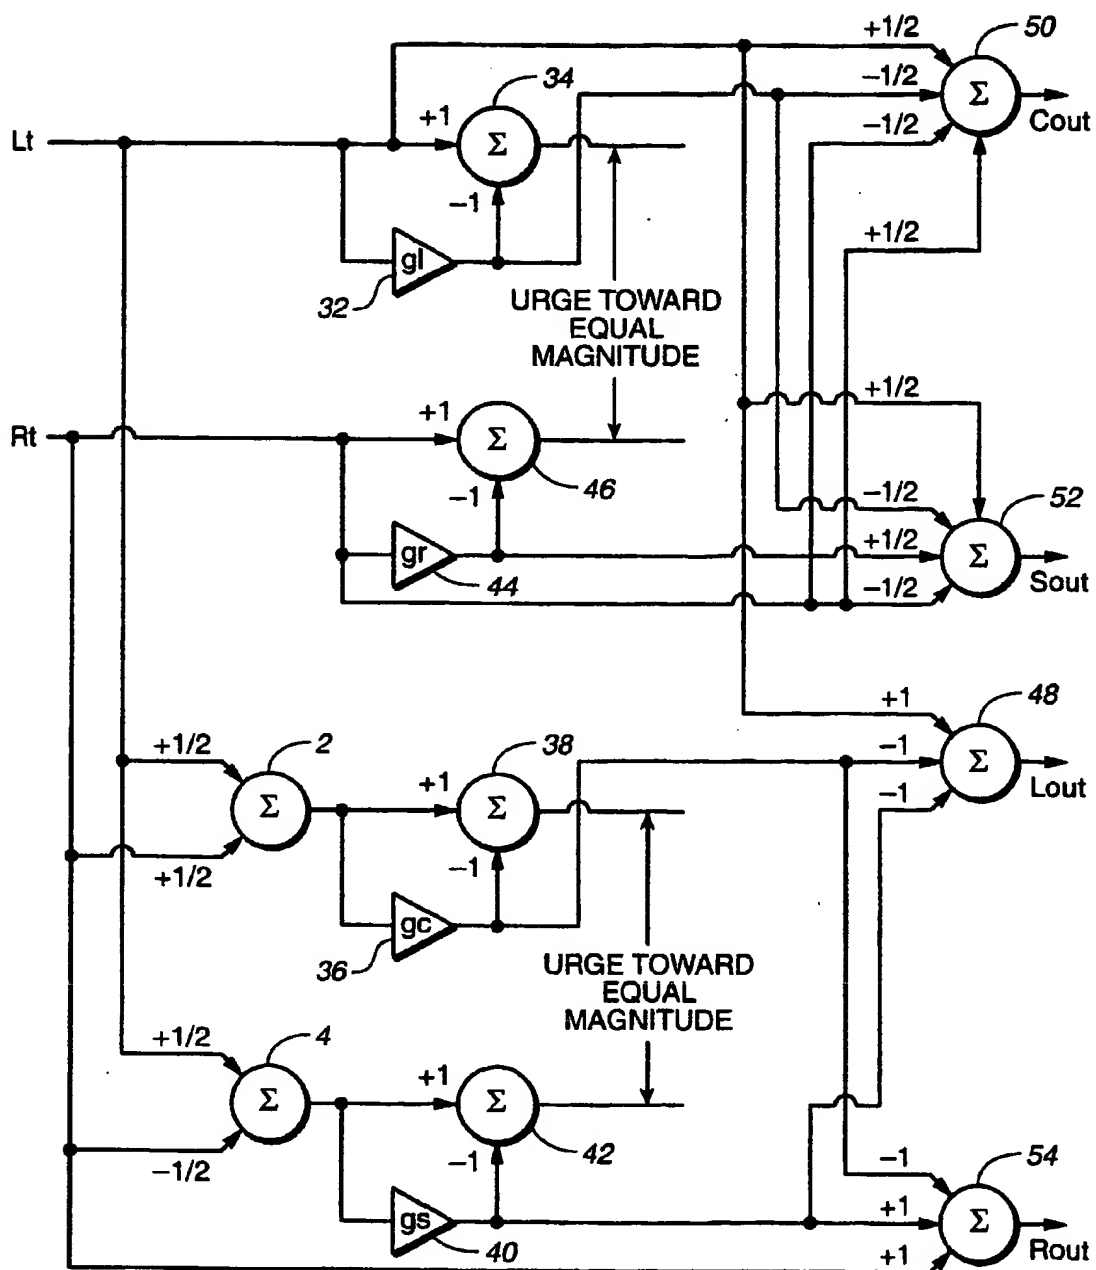 +1/2
50
34
−1/2
Σ
Cout
Lt
+1
Σ
−1/2
−1
+1/2
gl
32
URGE TOWARD
EQUAL
MAGNITUDE
+1/2
Rt
+1
Σ
46
−1
−1/2
52
gr
44
+1/2
Σ
Sout
−1/2
+1
48
+1/2
2
38
−1
Σ
Lout
+1
Σ
Σ
−1
+1/2
−1
gc
36
URGE TOWARD
EQUAL
MAGNITUDE
+1/2
4
+1
Σ
Σ
42
−1/2
−1
−1
54
gs
40
+1
Σ
Rout
+1